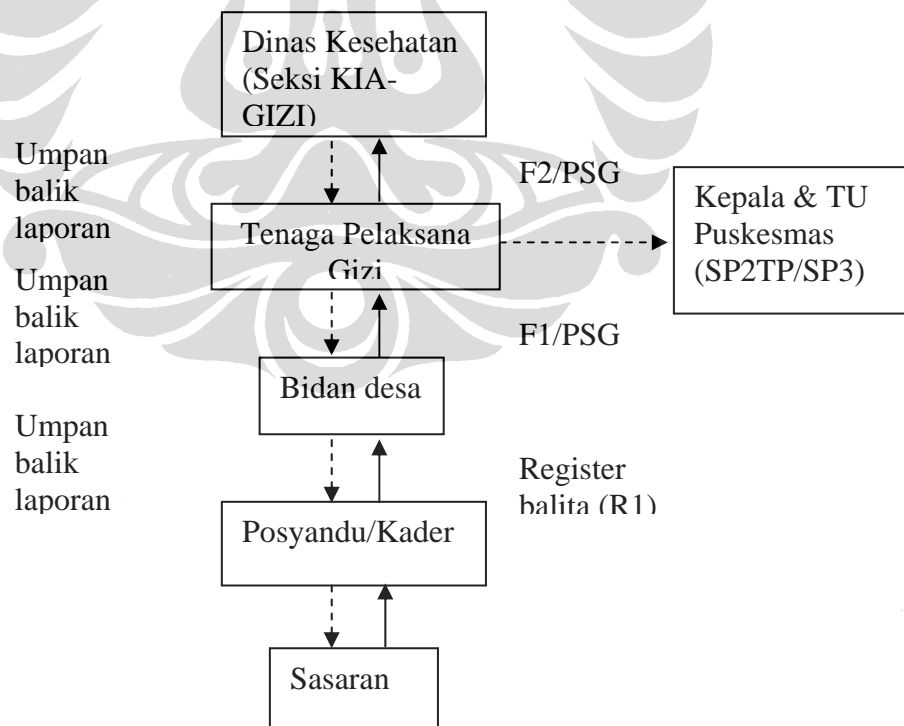 Dinas Kesehatan
(Seksi KIA-
GIZI)
Umpan
balik
laporan
F2/PSG
Kepala & TU
Puskesmas
(SP2TP/SP3)
Tenaga Pelaksana
Gizi
Umpan
balik
laporan
F1/PSG
Bidan desa
Umpan
balik
laporan
Register
balita (R1)
Posyandu/Kader
Sasaran